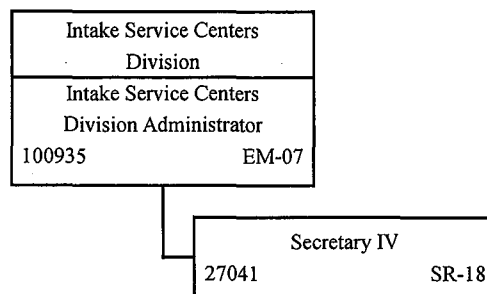 Intake Service Centers
Division
Intake Service Centers
Division Administrator
100935 EM-07
Secretary IV
27041 SR-18